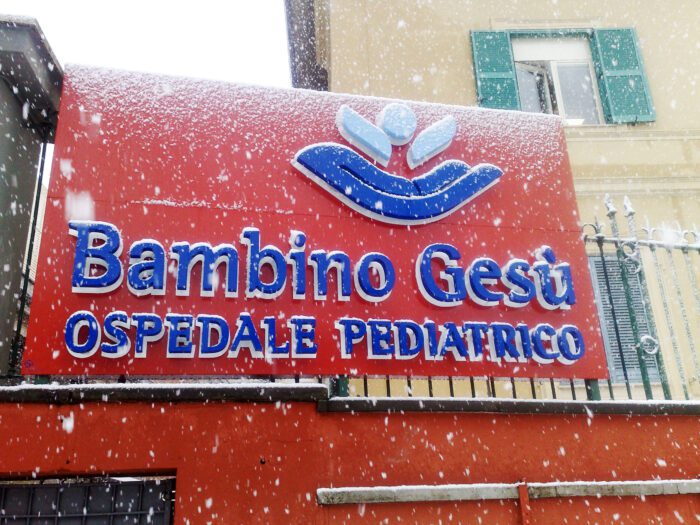 Bambino Gesù
OSPEDALE PEDIATRICO